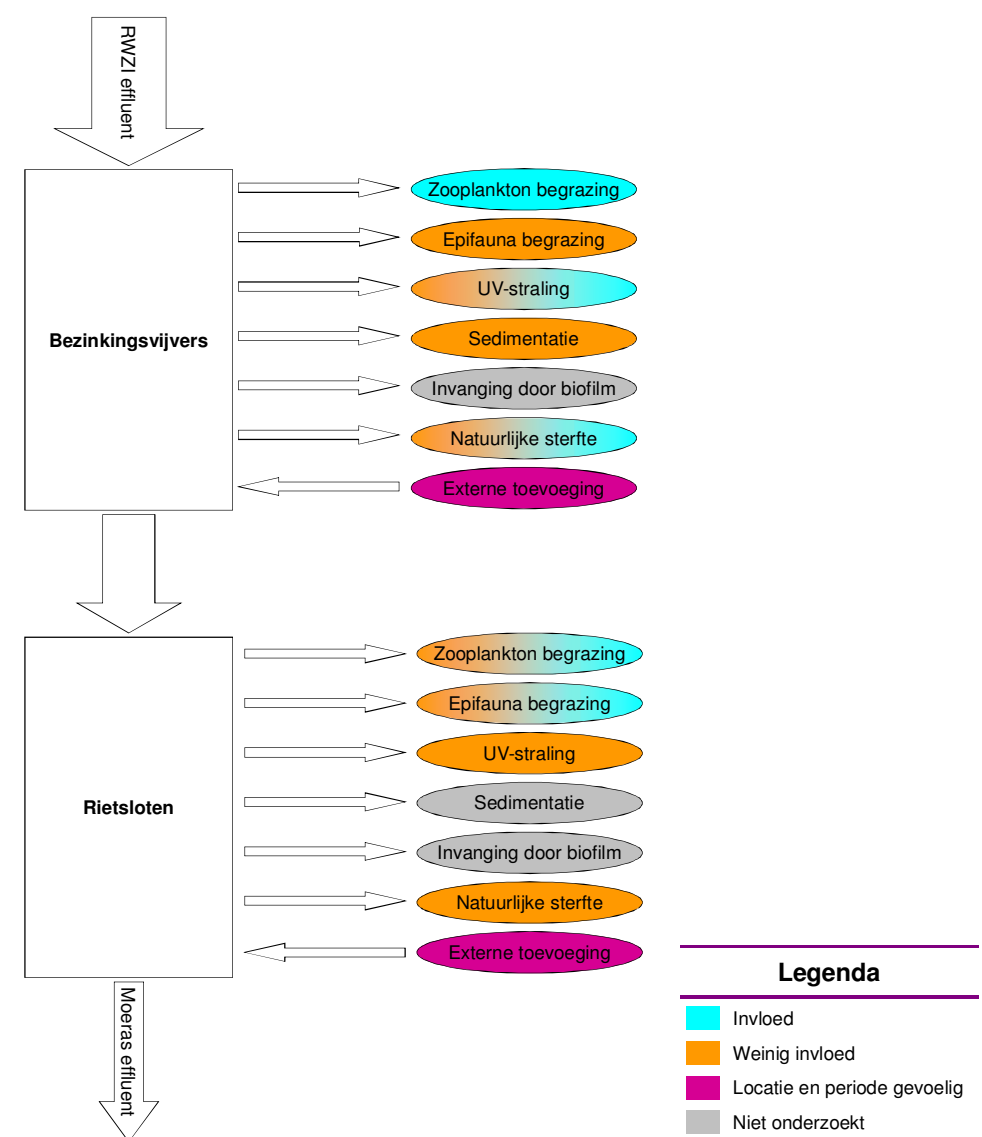 RWZI effluent
Bezinkingsvijvers
Zooplankton begrazing
Epifauna begrazing
UV-straling
Sedimentatie
Invanging door biofilm
Natuurlijke sterfte
Externe toevoeging
Rietsloten
Zooplankton begrazing
Epifauna begrazing
UV-straling
Sedimentatie
Invanging door biofilm
Natuurlijke sterfte
Externe toevoeging
Moeras effluent
Legenda
Invloed
Weinig invloed
Locatie en periode gevoelig
Niet onderzoekt